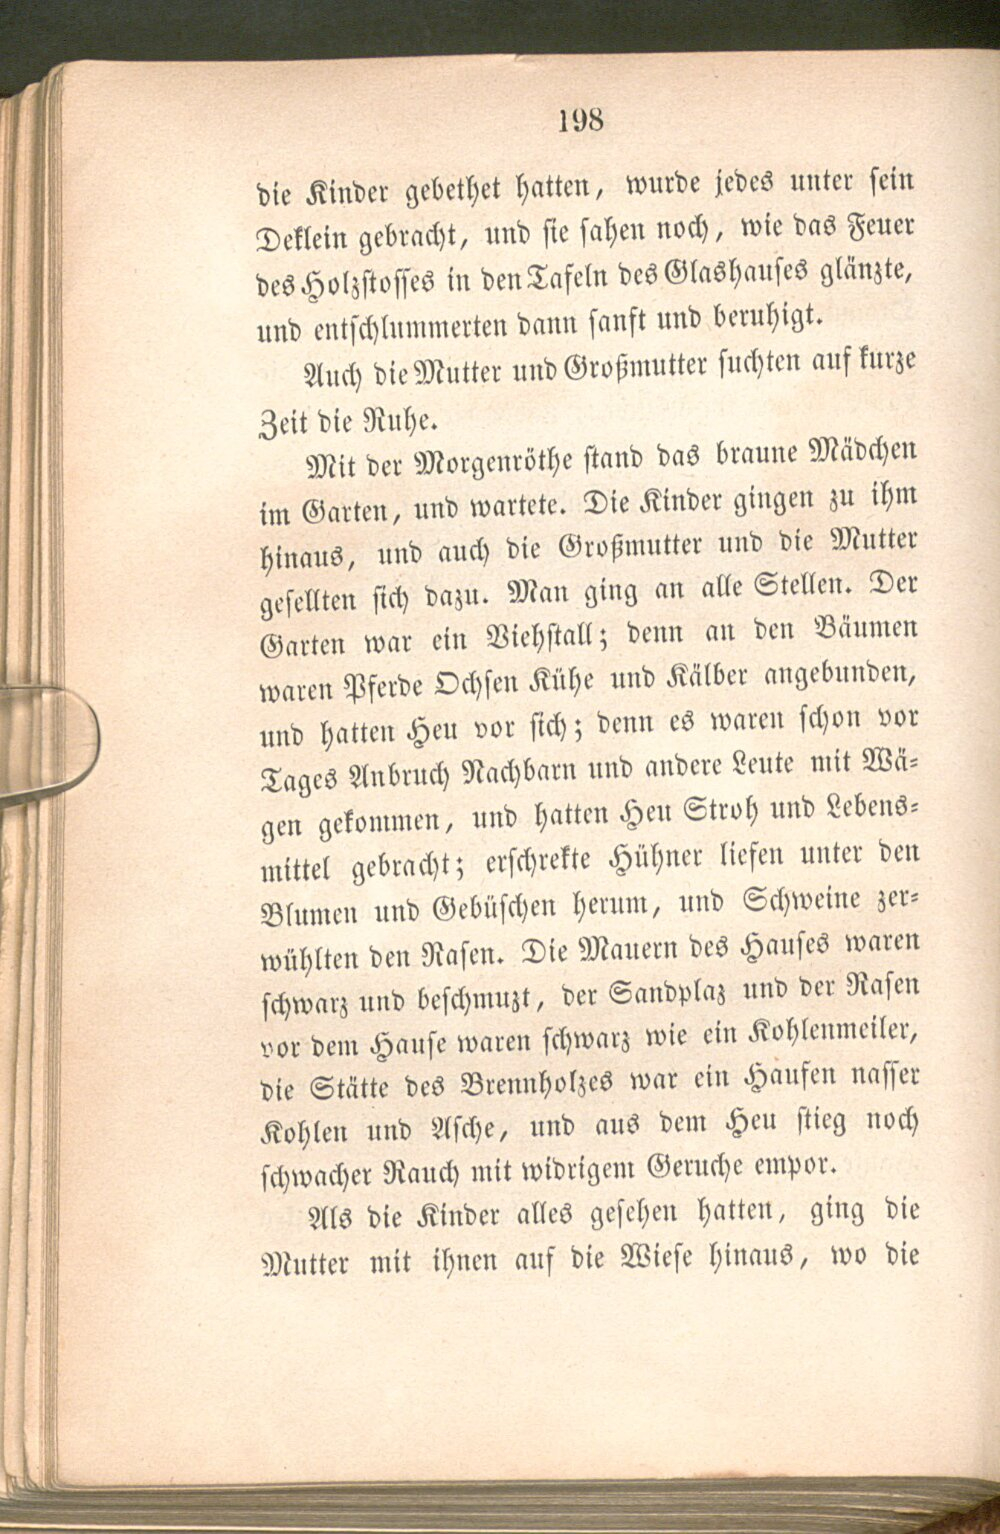 198
die Kinder gebethet hatten, wurde jedes unter sein
Deklein gebracht, und sie sahen noch, wie das Feuer
des Holzstosses in den Tafeln des Glashauses glänzte,
und entschlummerten dann sanft und beruhigt.
Auch die Mutter und Großmutter suchten auf kurze
Zeit die Ruhe.
Mit der Morgenröthe stand das braune Mädchen
im Garten, und wartete. Die Kinder gingen zu ihm
hinaus, und auch die Großmutter und die Mutter
gesellten sich dazu. Man ging an alle Stellen. Der
Garten war ein Viehstall; denn an den Bäumen
waren Pferde Ochsen Kühe und Kälber angebunden,
und hatten Heu vor sich; denn es waren schon vor
Tages Anbruch Nachbarn und andere Leute mit Wä-
gen gekommen, und hatten Heu Stroh und Lebens-
mittel gebracht; erschrekte Hühner liefen unter den
Blumen und Gebüschen herum, und Schweine zer-
wühlten den Rasen. Die Mauern des Hauses waren
schwarz und beschmuzt, der Sandplaz und der Rasen
vor dem Hause waren schwarz wie ein Kohlenmeiler,
die Stätte des Brennholzes war ein Haufen nasser
Kohlen und Asche, und aus dem Heu stieg noch
schwacher Rauch mit widrigem Geruche empor.
Als die Kinder alles gesehen hatten, ging die
Mutter mit ihnen auf die Wiese hinaus, wo die